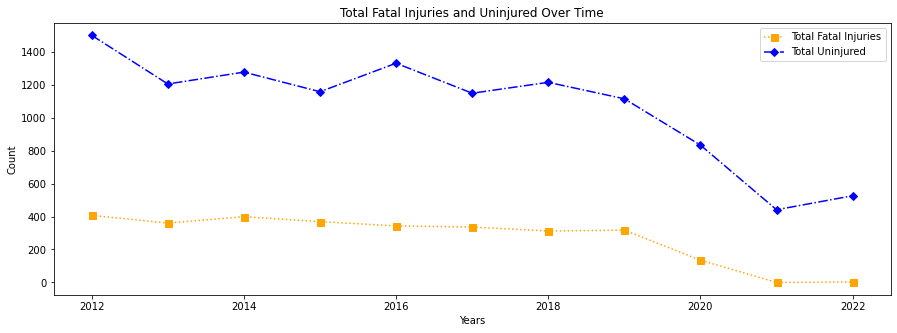 Total Fatal Injuries and Uninjured Over Time
Total Fatal Injuries
Total Uninjured
Count
1400
1200
1000
800
600
400
200
0
2012 2014 2016 2018 2020 2022
Years